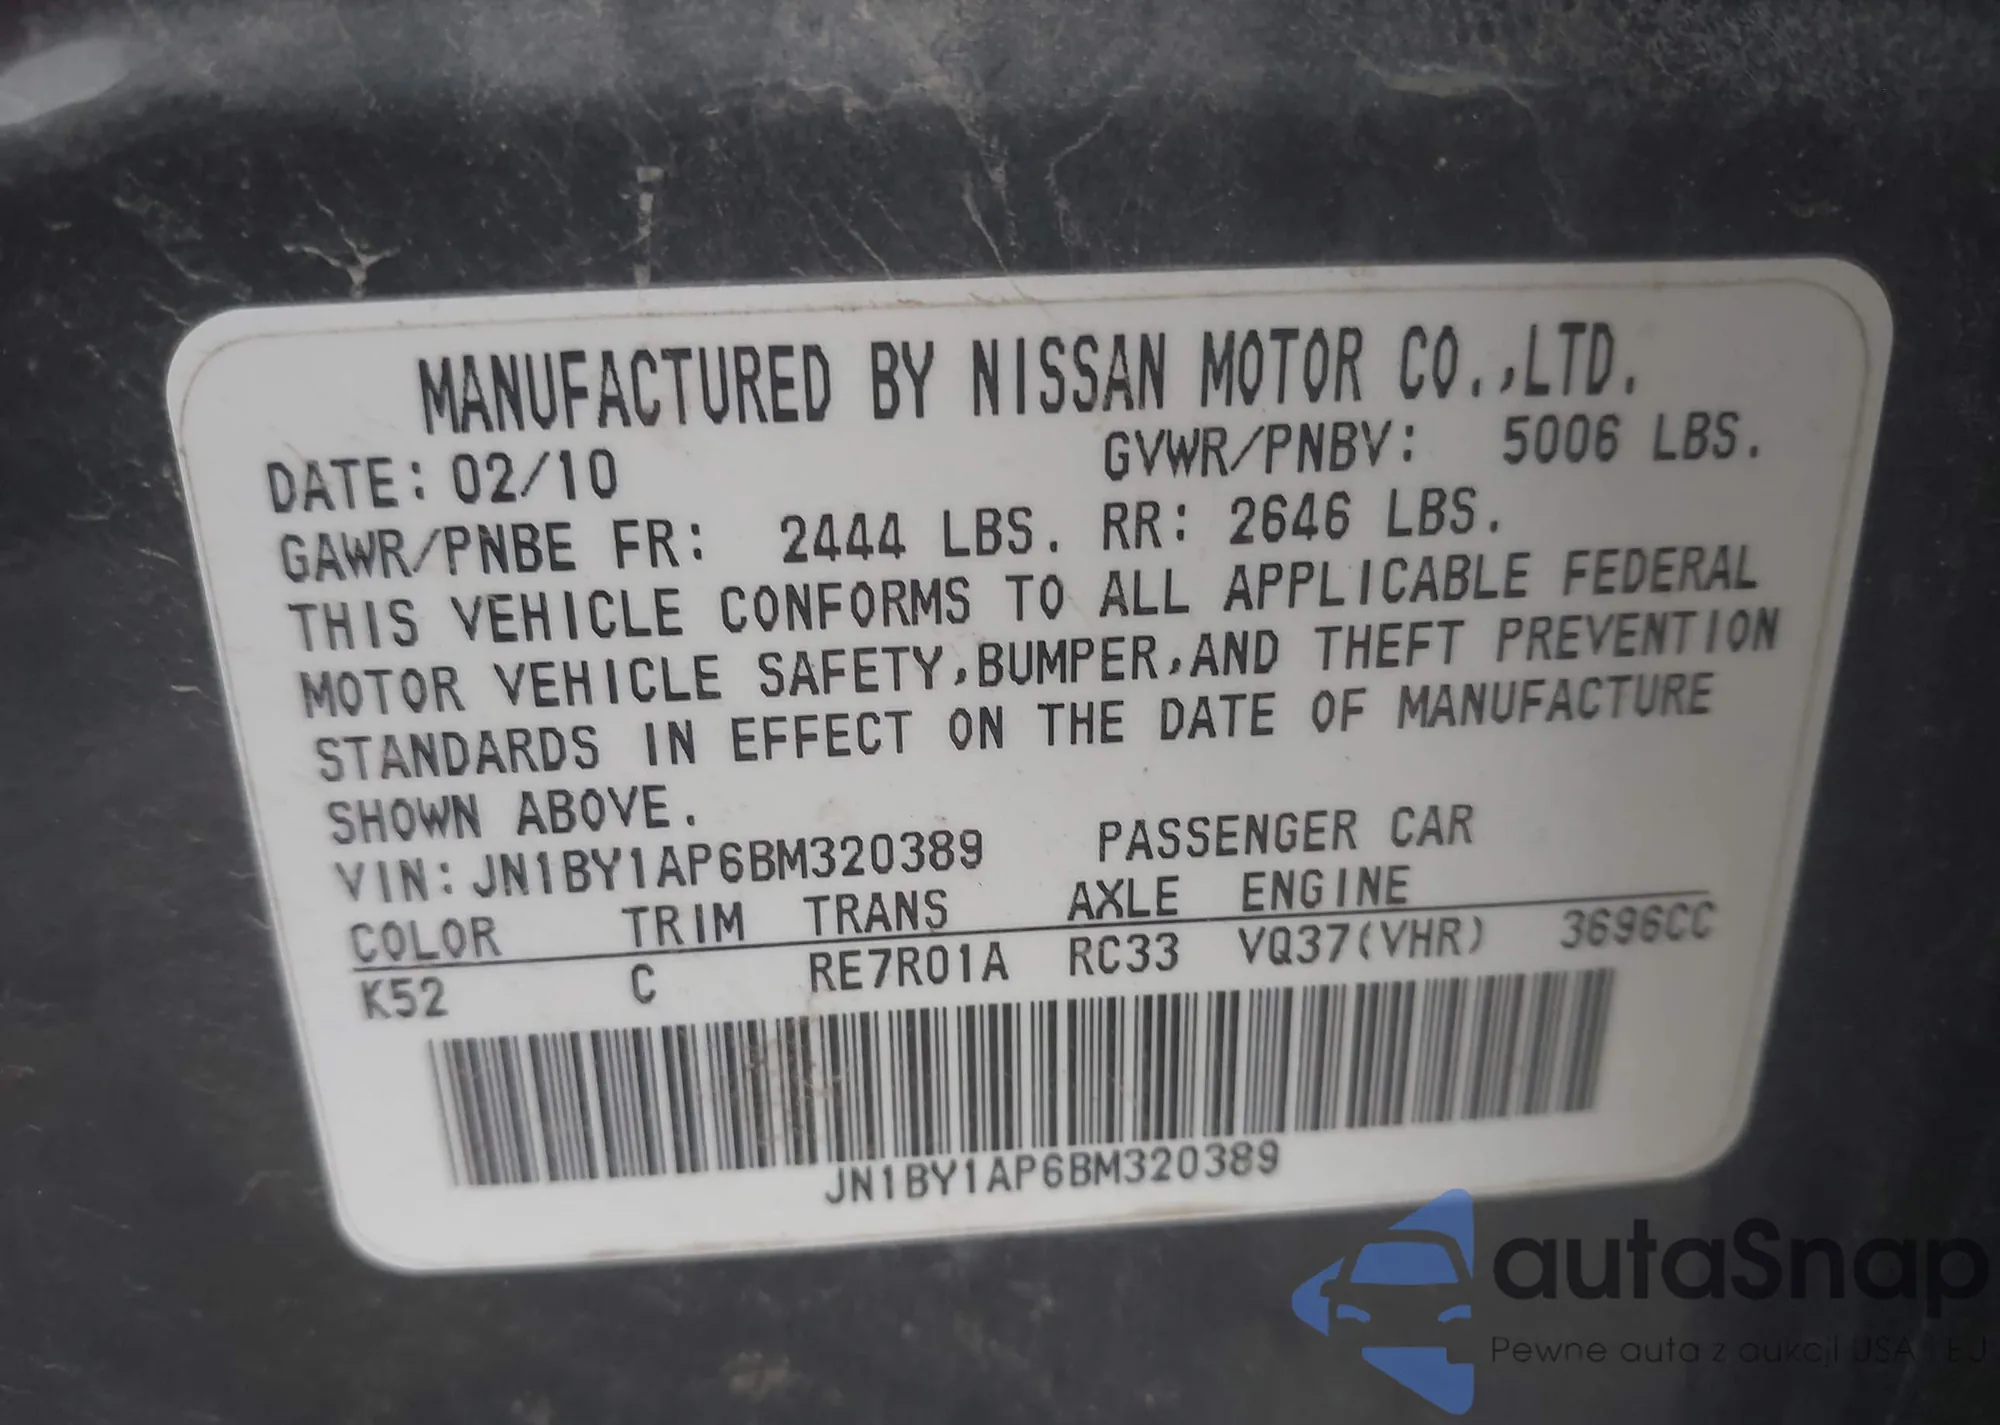 MANUFACTURED BY NISSAN MOTOR CO.,LTD.
DATE: 02/10 GVWR/PNBV: 5006 LBS.
GAWR/PNBE FR: 2444 LBS. RR: 2646 LBS.
THIS VEHICLE CONFORMS TO ALL APPLICABLE FEDERAL
MOTOR VEHICLE SAFETY,BUMPER,AND THEFT PREVENTION
STANDARDS IN EFFECT ON THE DATE OF MANUFACTURE
SHOWN ABOVE.
VIN: JN1BY1AP6BM320389 PASSENGER CAR
COLOR TRIM TRANS AXLE ENGINE
K52 C RE7R01A RC33 VQ37(VHR) 3696CC
JN1BY1AP6BM320389
autaSnap
Pewne auta z aukcji USA i EU